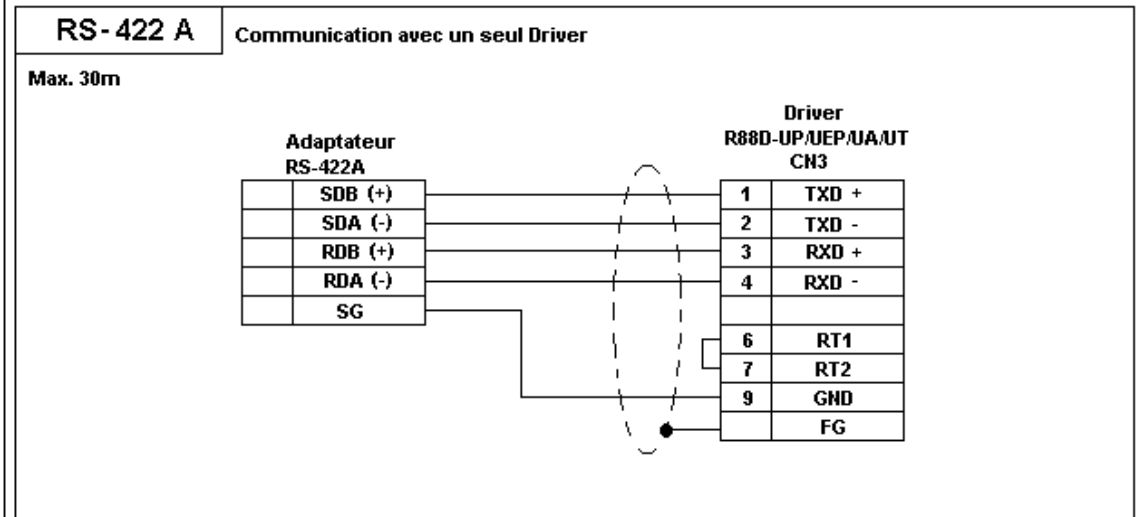 RS-422 A
Communication avec un seul Driver
Max. 30m
Driver
R88D-UP/UEP/UA/UT
CN3
Adaptateur
RS-422A
SDB (+) 1 TXD +
SDA (-) 2 TXD -
RDB (+) 3 RXD +
RDA (-) 4 RXD -
SG
6 RT1
7 RT2
9 GND
FG